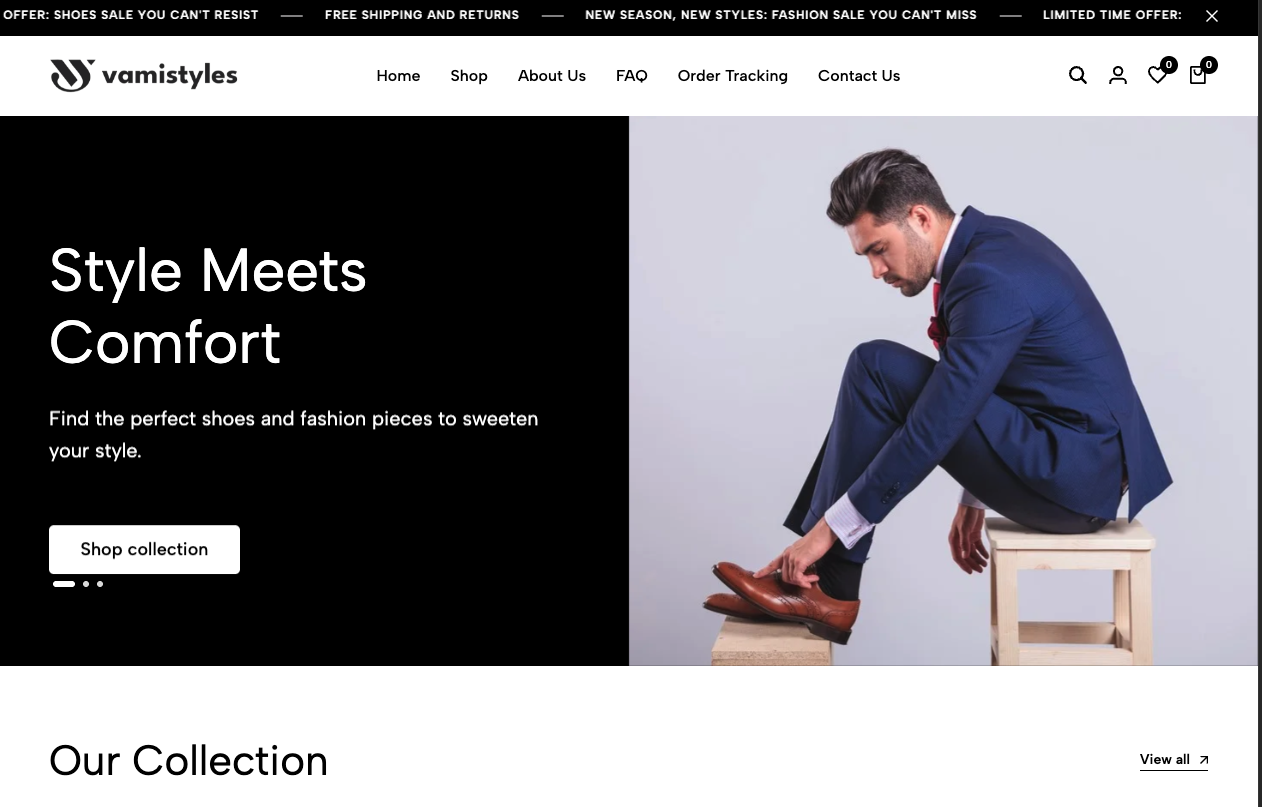 OFFER: SHOES SALE YOU CAN'T RESIST — FREE SHIPPING AND RETURNS — NEW SEASON, NEW STYLES: FASHION SALE YOU CAN'T MISS — LIMITED TIME OFFER:
vamistyles Home Shop About Us FAQ Order Tracking Contact Us 0 0
Style Meets
Comfort
Find the perfect shoes and fashion pieces to sweeten
your style.
Shop collection
Our Collection View all